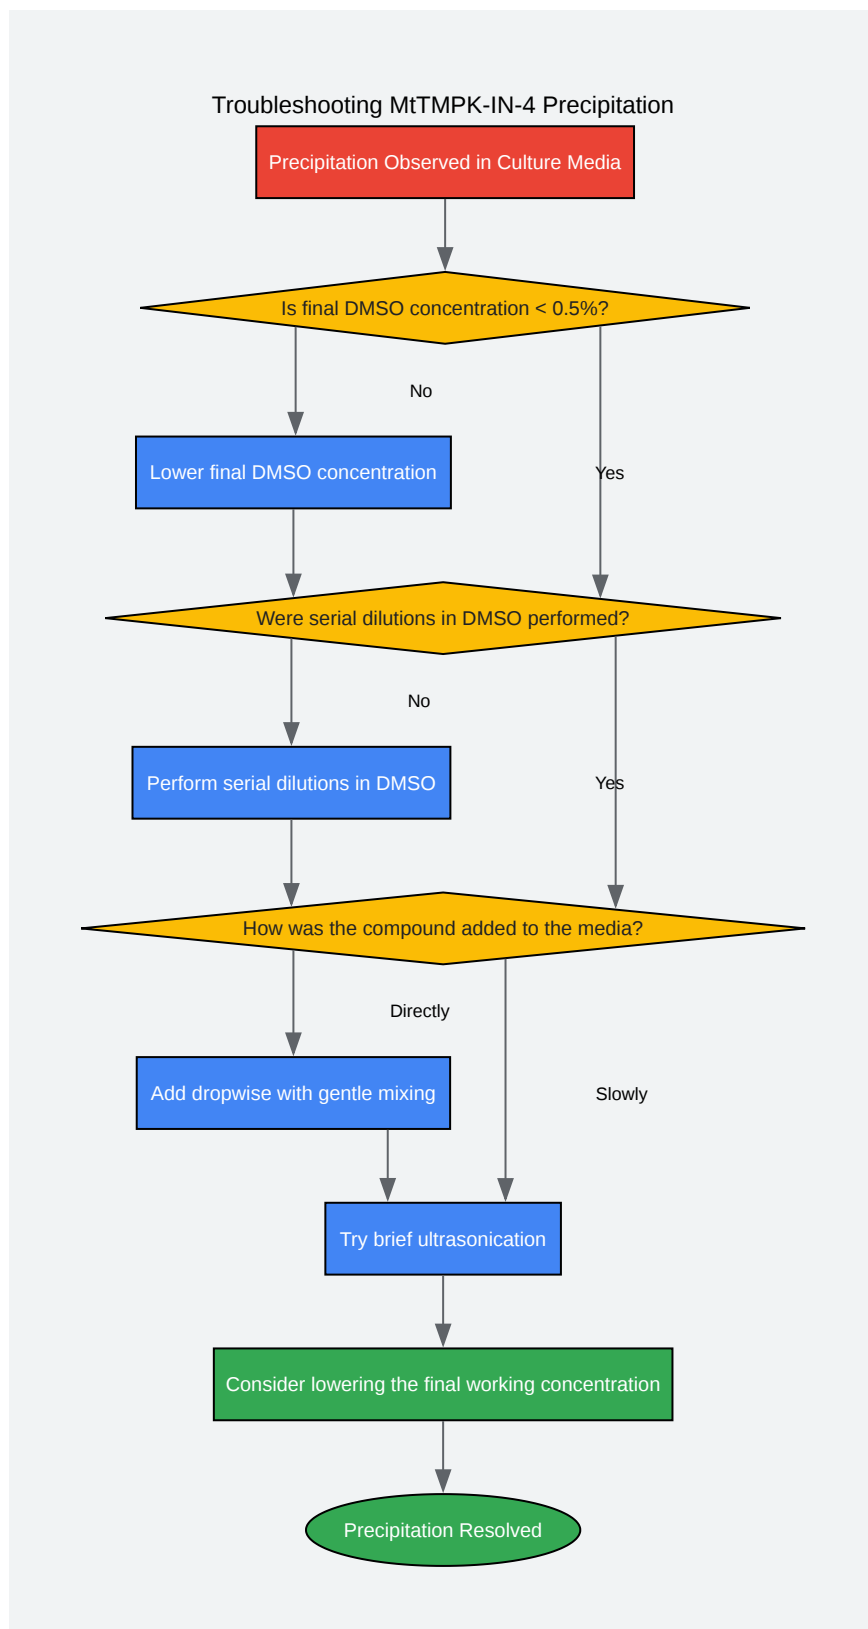 Troubleshooting MtTMPK-IN-4 Precipitation
Precipitation Observed in Culture Media
Is final DMSO concentration < 0.5%?
No
Lower final DMSO concentration
Yes
Were serial dilutions in DMSO performed?
No
Perform serial dilutions in DMSO
Yes
How was the compound added to the media?
Directly
Add dropwise with gentle mixing
Slowly
Try brief ultrasonication
Consider lowering the final working concentration
Precipitation Resolved